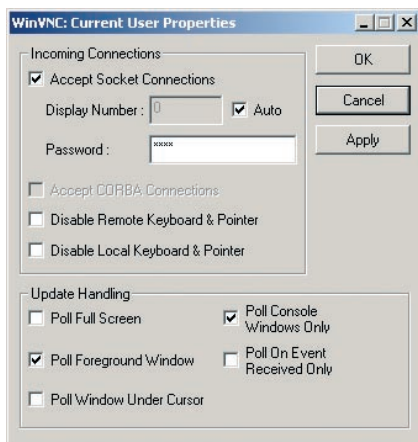 WinVNC: Current User Properties
Incoming Connections
Accept Socket Connections
Display Number : 0 Auto
Password : ****
Accept CORBA Connections
Disable Remote Keyboard & Pointer
Disable Local Keyboard & Pointer
OK
Cancel
Apply
Update Handling
Poll Full Screen
Poll Console
Windows Only
Poll Foreground Window
Poll On Event
Received Only
Poll Window Under Cursor